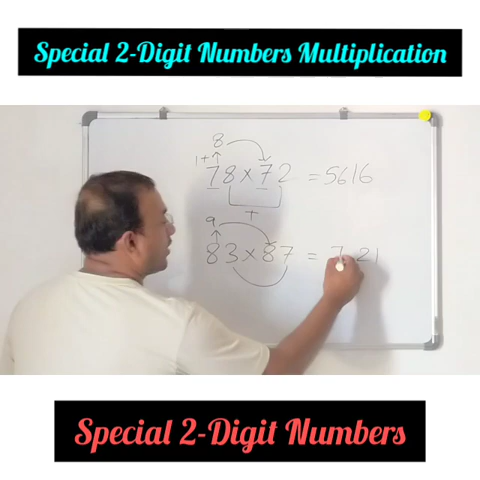 Special 2-Digit Numbers Multiplication
8
1+
78 × 72 = 5616
+
9
83 × 87 = 7 21
Special 2-Digit Numbers